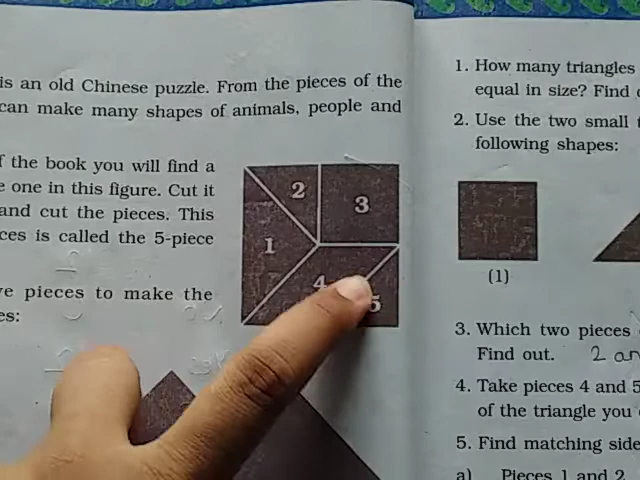 is an old Chinese puzzle. From the pieces of the
can make many shapes of animals, people and
f the book you will find a
e one in this figure. Cut it
and cut the pieces. This
ces is called the 5-piece
ve pieces to make the
es:
2
3
1
4
5
1. How many triangles
equal in size? Find
2. Use the two small
following shapes:
(1)
3. Which two pieces
Find out. 2 an
4. Take pieces 4 and 5
of the triangle you
5. Find matching side
a) Pieces 1 and 2